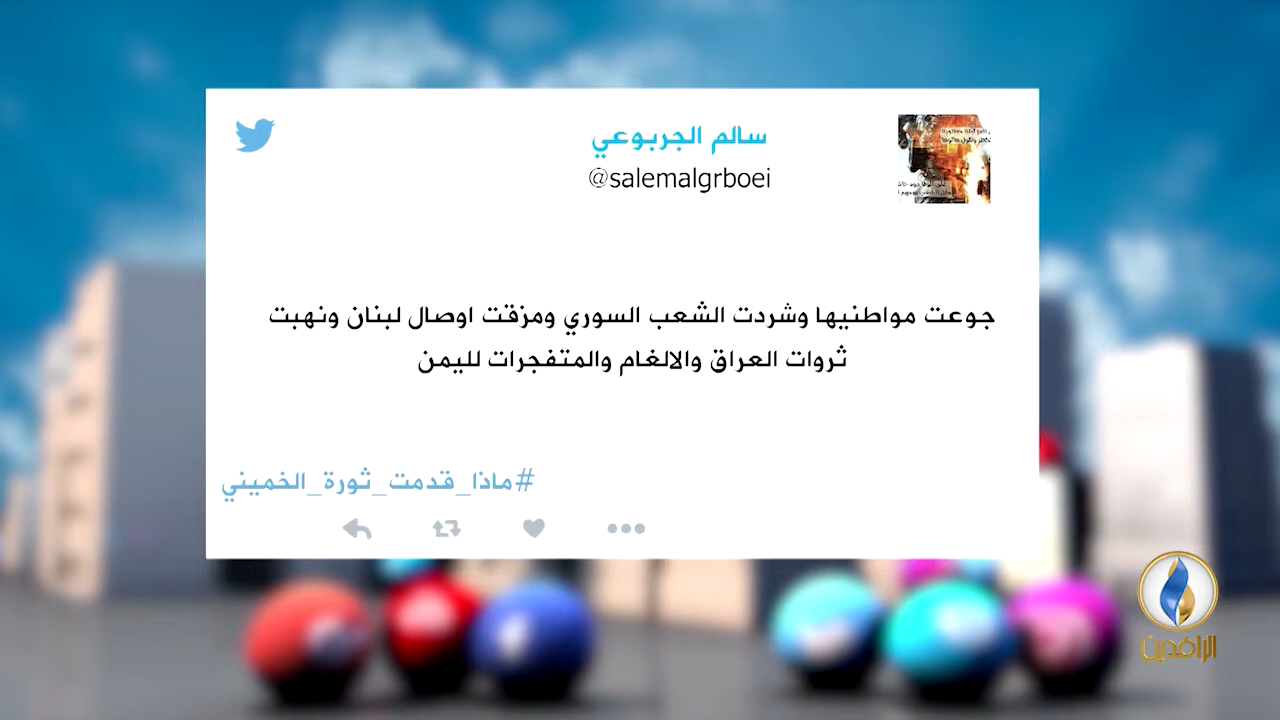 سالم الجربوعي
@salemalgrboei
جوعت مواطنيها وشردت الشعب السوري ومزقت اوصال لبنان ونهبت
ثروات العراق والالغام والمتفجرات لليمن
#ماذا_قدمت_ثورة_الخميني
الرافدين